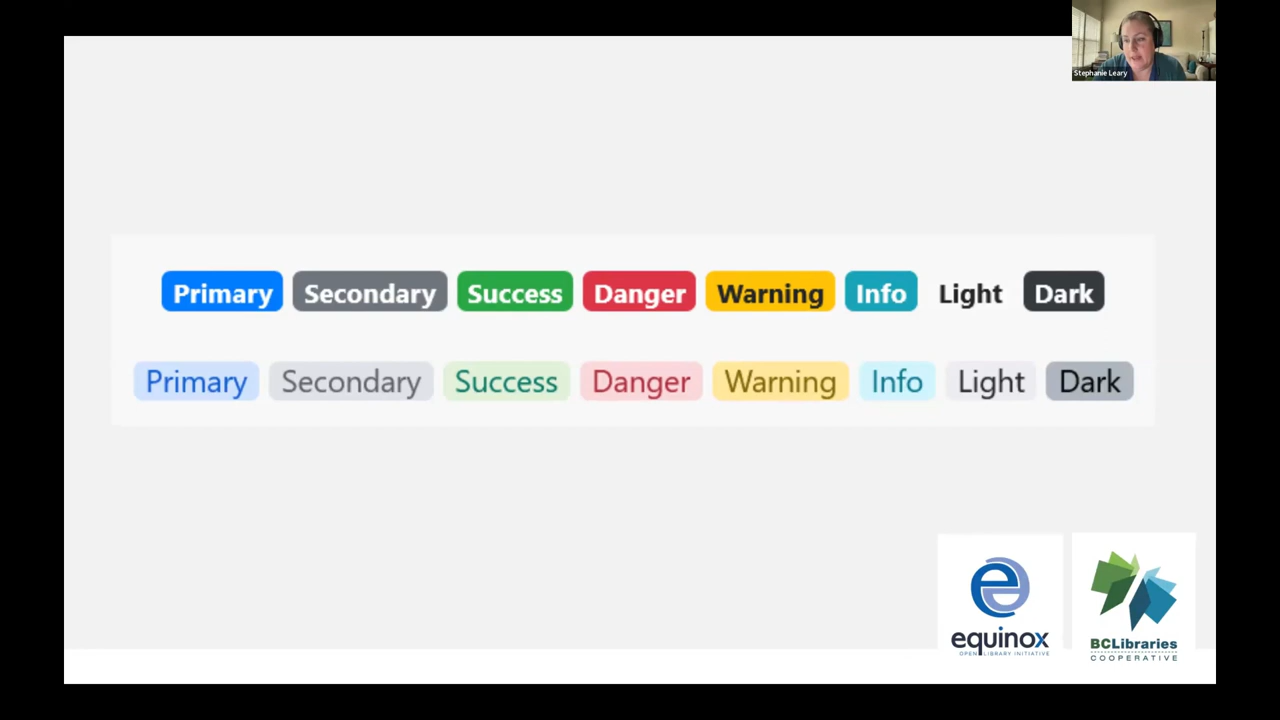 Stephanie Leary
Primary Secondary Success Danger Warning Info Light Dark
Primary Secondary Success Danger Warning Info Light Dark
equinox
OPEN LIBRARY INITIATIVE
BCLibraries
COOPERATIVE